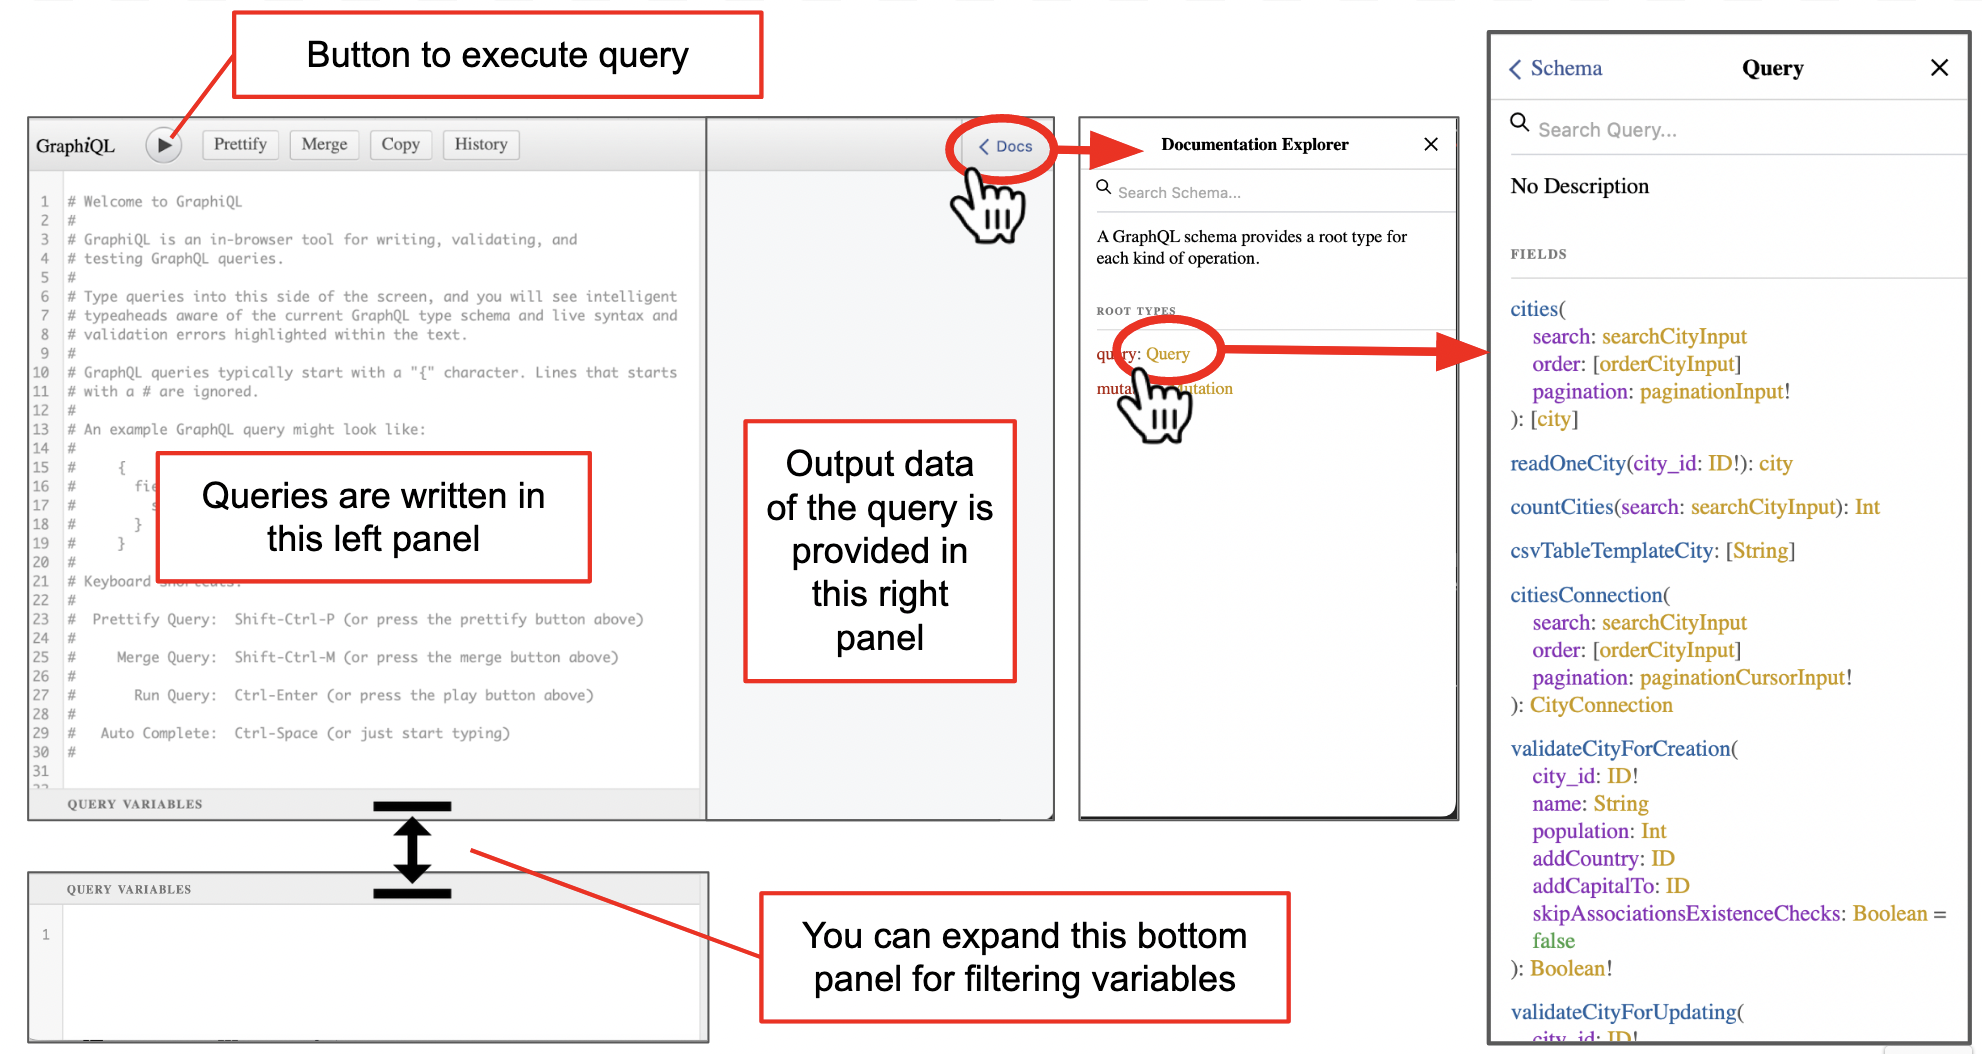 Button to execute query
GraphiQL
Prettify
Merge
Copy
History
Docs
1 # Welcome to GraphiQL
2 #
3 # GraphiQL is an in-browser tool for writing, validating, and
4 # testing GraphQL queries.
5 #
6 # Type queries into this side of the screen, and you will see intelligent
7 # typeaheads aware of the current GraphQL type schema and live syntax and
8 # validation errors highlighted within the text.
9 #
10 # GraphQL queries typically start with a "{" character. Lines that starts
11 # with a # are ignored.
12 #
13 # An example GraphQL query might look like:
14 #
15 # {
16 #
17 #
18 # }
19 # }
20 #
21 # Keyboard
22 #
23 # Prettify Query: Shift-Ctrl-P (or press the prettify button above)
24 #
25 # Merge Query: Shift-Ctrl-M (or press the merge button above)
26 #
27 # Run Query: Ctrl-Enter (or press the play button above)
28 #
29 # Auto Complete: Ctrl-Space (or just start typing)
30 #
31
QUERY VARIABLES
Queries are written in
this left panel
Output data
of the query is
provided in
this right
panel
QUERY VARIABLES
1
You can expand this bottom
panel for filtering variables
Documentation Explorer
Search Schema...
A GraphQL schema provides a root type for
each kind of operation.
ROOT TYPES
query: Query
Schema
Query
Search Query...
No Description
FIELDS
cities(
search: searchCityInput
order: [orderCityInput]
pagination: paginationInput!
): [city]
readOneCity(city_id: ID!): city
countCities(search: searchCityInput): Int
csvTableTemplateCity: [String]
citiesConnection(
search: searchCityInput
order: [orderCityInput]
pagination: paginationCursorInput!
): CityConnection
validateCityForCreation(
city_id: ID!
name: String
population: Int
addCountry: ID
addCapitalTo: ID
skipAssociationsExistenceChecks: Boolean =
false
): Boolean!
validateCityForUpdating(
city_id: ID!